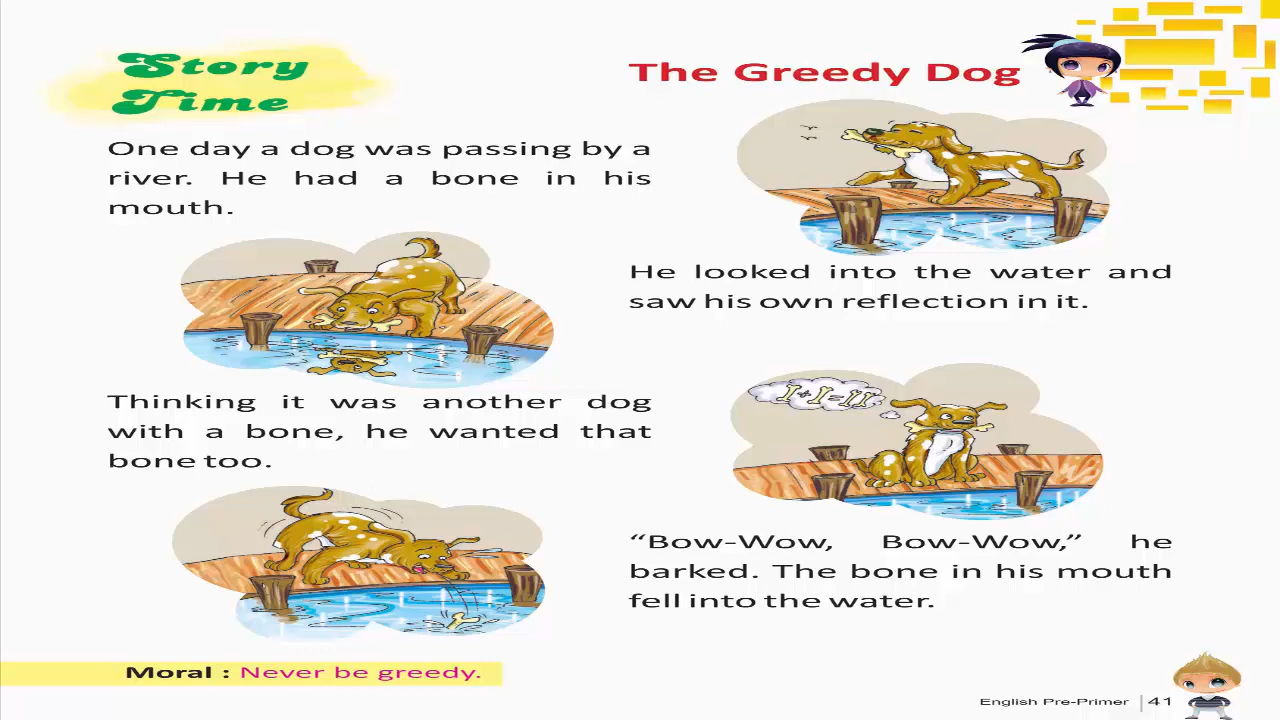 Story
Time
The Greedy Dog
One day a dog was passing by a
river. He had a bone in his
mouth.
He looked into the water and
saw his own reflection in it.
Thinking it was another dog
with a bone, he wanted that
bone too.
I+I=II
“Bow-Wow, Bow-Wow,” he
barked. The bone in his mouth
fell into the water.
Moral : Never be greedy.
English Pre-Primer | 41